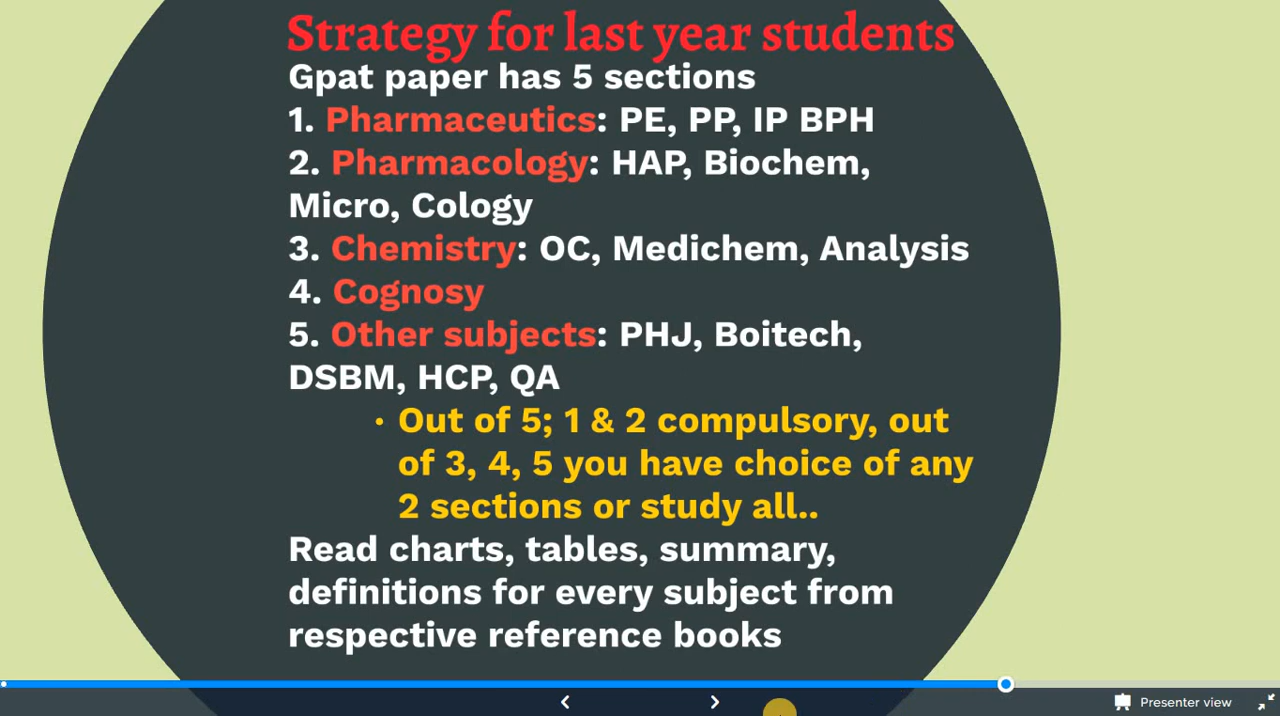 Strategy for last year students
Gpat paper has 5 sections
1. Pharmaceutics: PE, PP, IP BPH
2. Pharmacology: HAP, Biochem,
Micro, Cology
3. Chemistry: OC, Medichem, Analysis
4. Cognosy
5. Other subjects: PHJ, Boitech,
DSBM, HCP, QA
• Out of 5; 1 & 2 compulsory, out
of 3, 4, 5 you have choice of any
2 sections or study all..
Read charts, tables, summary,
definitions for every subject from
respective reference books
Presenter view